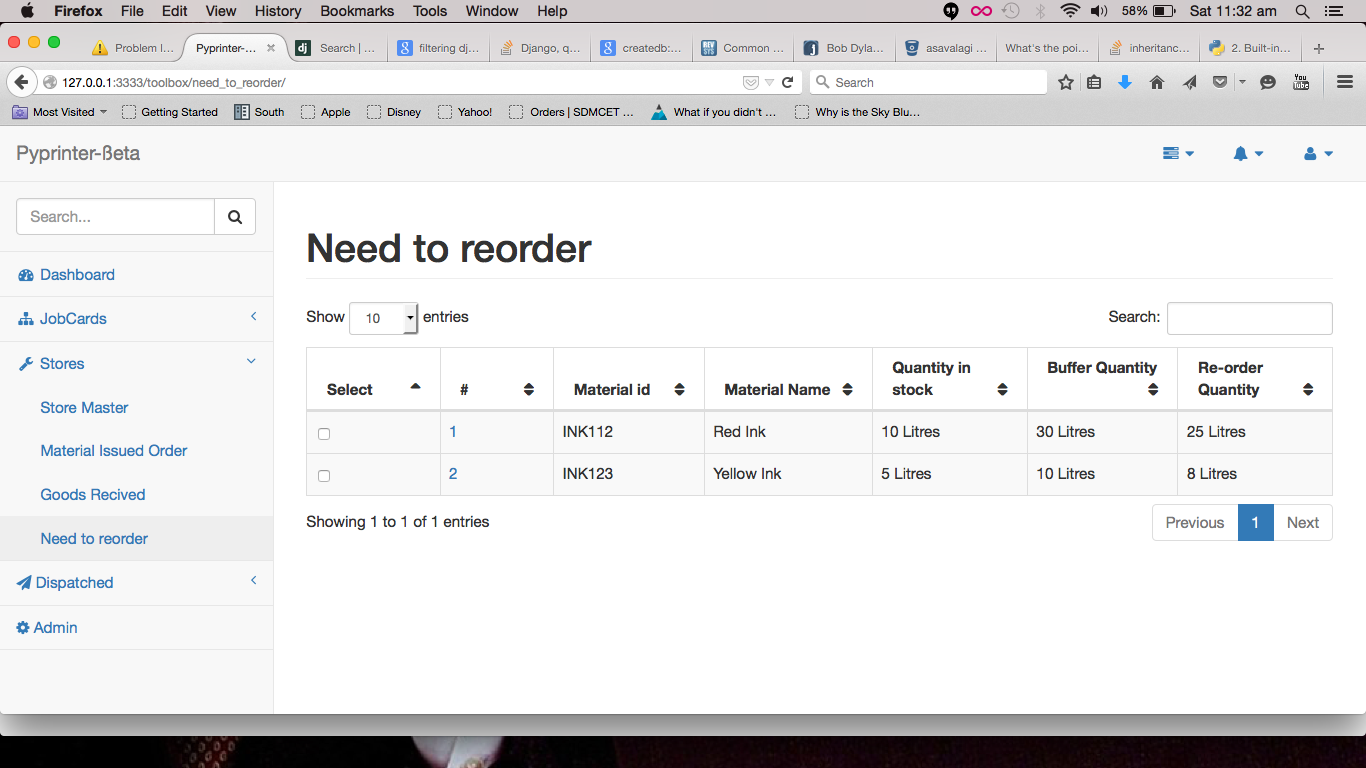 Firefox File Edit View History Bookmarks Tools Window Help 58% Sat 11:32 am
Problem I... Pyprinter-... Search | ... filtering dj... Django, q... createdb:... Common ... Bob Dyla... asavalagi ... What's the poi... inheritanc... 2. Built-in...
127.0.0.1:3333/toolbox/need_to_reorder/ Search
Most Visited Getting Started South Apple Disney Yahoo! Orders | SDMCET ... What if you didn't ... Why is the Sky Blu...
Pyprinter-ßeta
Search...
Dashboard
JobCards
Stores
Store Master
Material Issued Order
Goods Recived
Need to reorder
Dispatched
Admin
Need to reorder
Show 10 entries Search:
Select # Material id Material Name Quantity in stock Buffer Quantity Re-order Quantity
1 INK112 Red Ink 10 Litres 30 Litres 25 Litres
2 INK123 Yellow Ink 5 Litres 10 Litres 8 Litres
Showing 1 to 1 of 1 entries Previous 1 Next